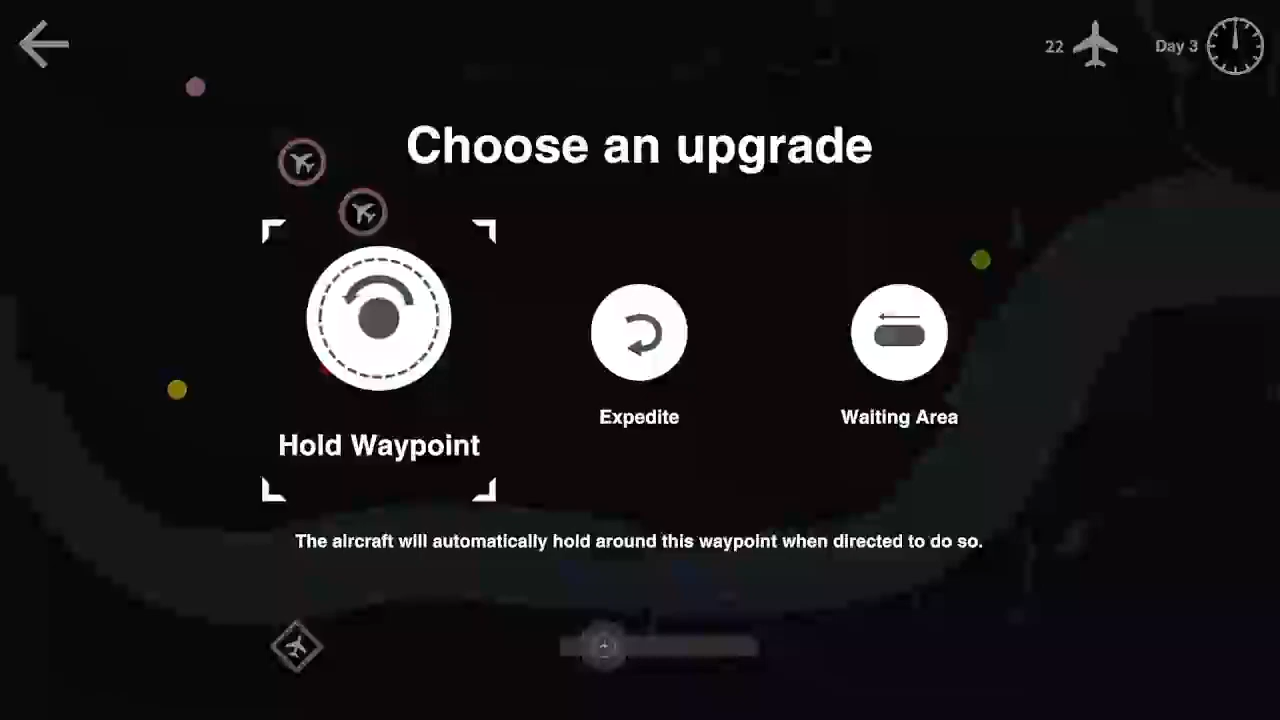 22
Day 3
Choose an upgrade
Hold Waypoint
Expedite
Waiting Area
The aircraft will automatically hold around this waypoint when directed to do so.